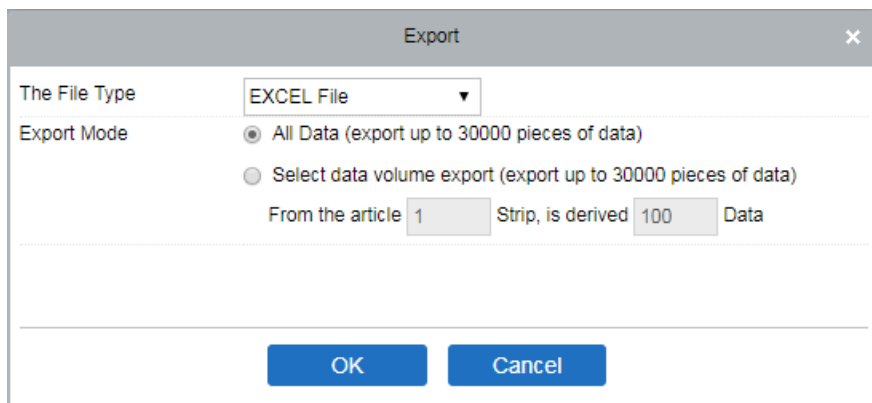 Export
The File Type EXCEL File
Export Mode All Data (export up to 30000 pieces of data)
Select data volume export (export up to 30000 pieces of data)
From the article 1 Strip, is derived 100 Data
OK Cancel